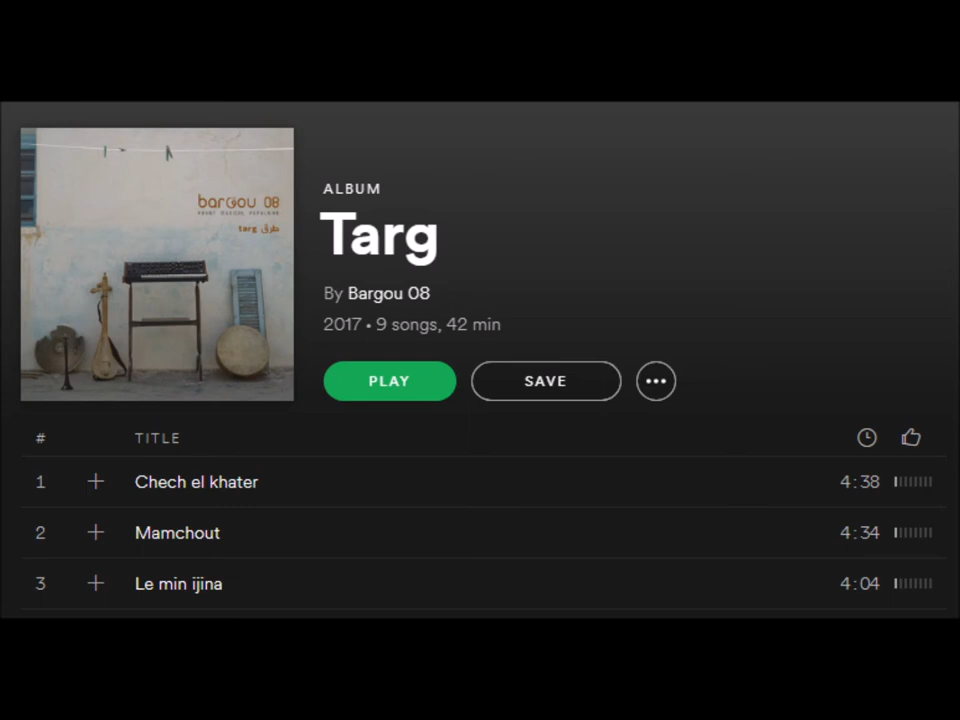 bargou 08
targ طرق
ALBUM
Targ
By Bargou 08
2017 • 9 songs, 42 min
PLAY
SAVE
# TITLE
1 Chech el khater 4:38
2 Mamchout 4:34
3 Le min ijina 4:04